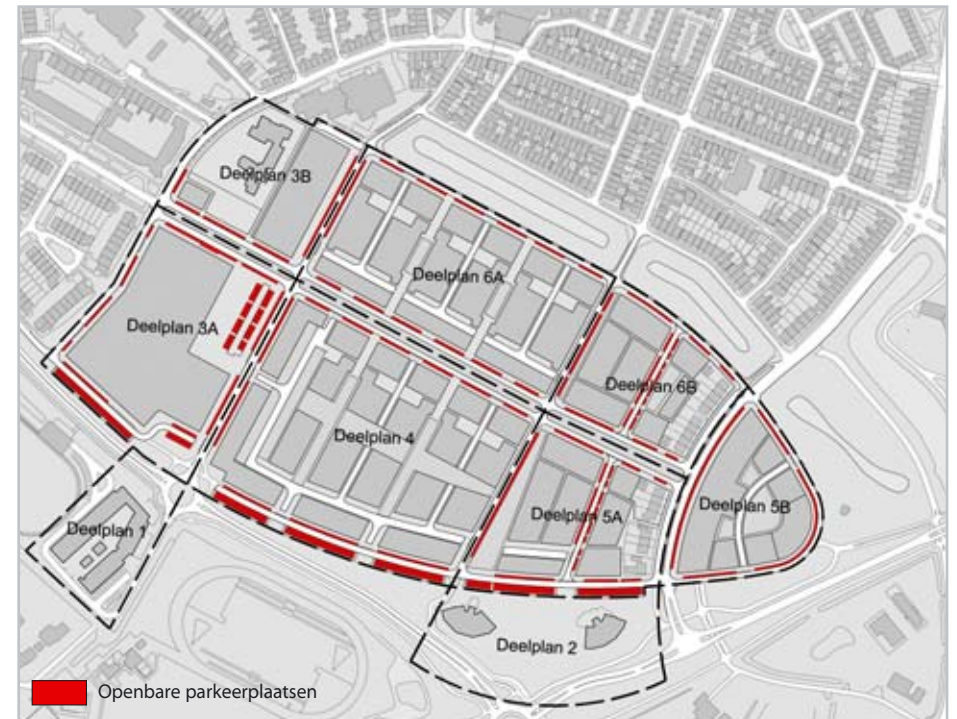 Deelplan 3B
Deelplan 6A
Deelplan 3A
Deelplan 6B
Deelplan 4
Deelplan 5B
Deelplan 5A
Deelplan 1
Deelplan 2
Openbare parkeerplaatsen